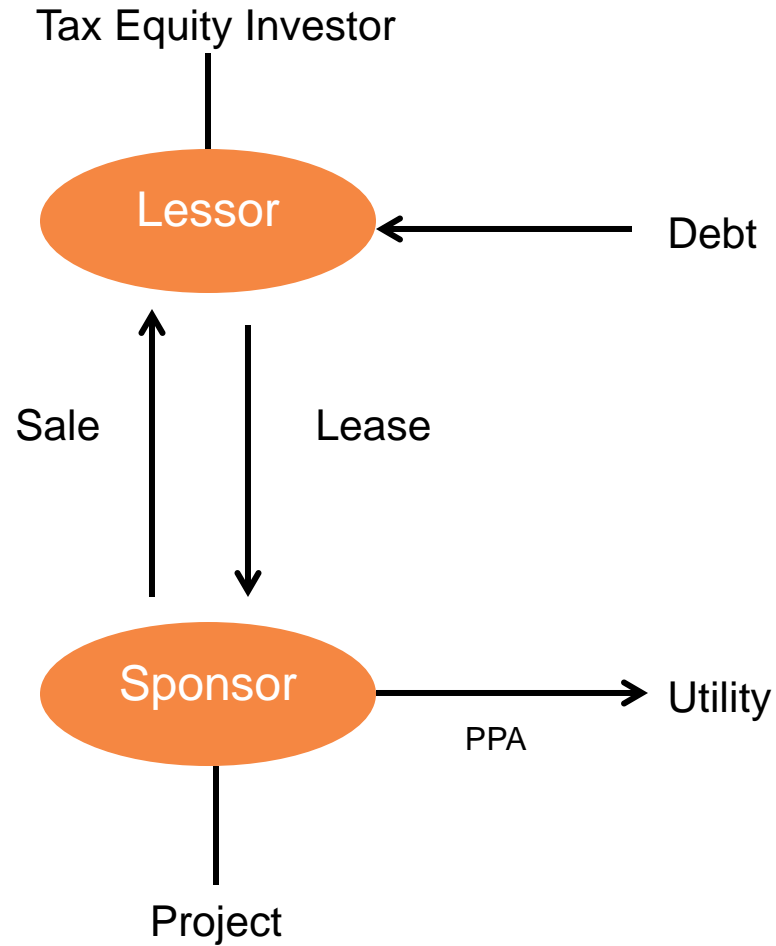 Tax Equity Investor
Lessor
Debt
Sale
Lease
Sponsor
Utility
PPA
Project